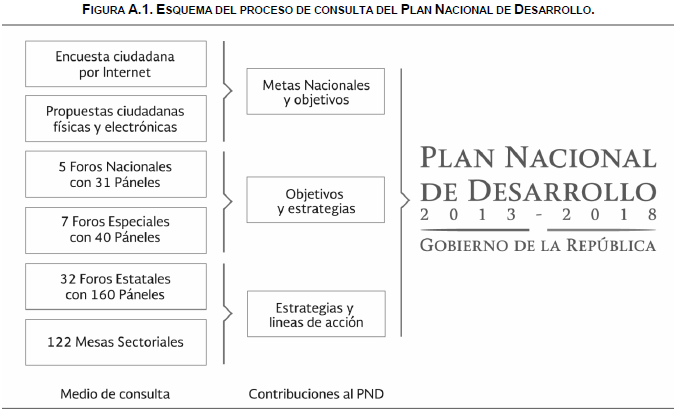 FIGURA A.1. ESQUEMA DEL PROCESO DE CONSULTA DEL PLAN NACIONAL DE DESARROLLO.
Encuesta ciudadana
por Internet
Propuestas ciudadanas
físicas y electrónicas
5 Foros Nacionales
con 31 Páneles
7 Foros Especiales
con 40 Páneles
32 Foros Estatales
con 160 Páneles
122 Mesas Sectoriales
Medio de consulta
Metas Nacionales
y objetivos
Objetivos
y estrategias
Estrategias y
lineas de acción
Contribuciones al PND
PLAN NACIONAL
DE DESARROLLO
2013-2018
GOBIERNO DE LA REPÚBLICA